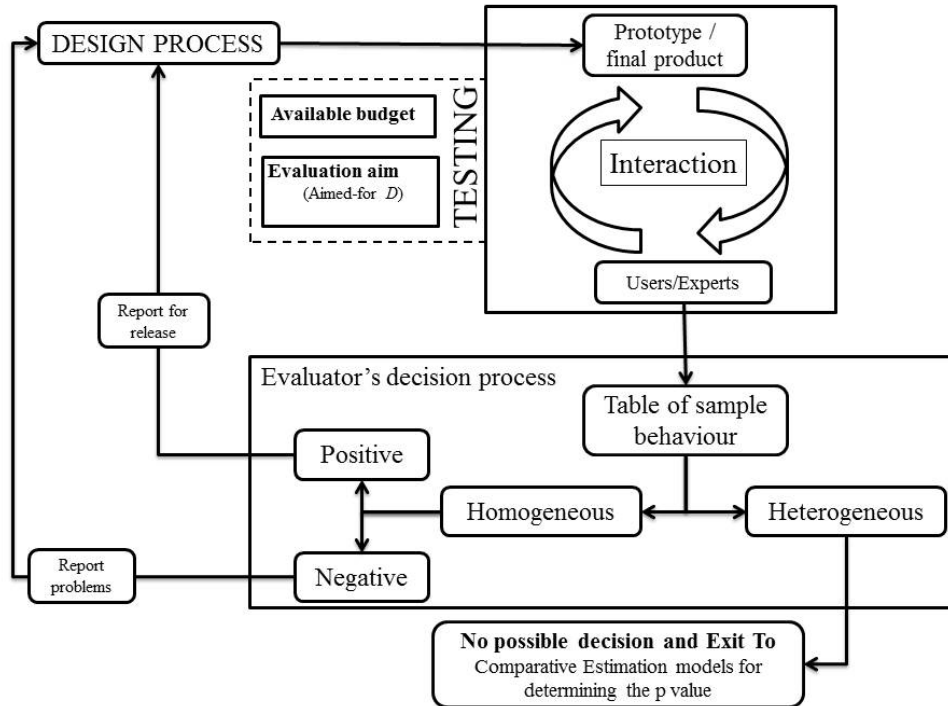 DESIGN PROCESS
Prototype /
final product
Available budget
Evaluation aim
(Aimed-for D)
TESTING
Interaction
Users/Experts
Report for
release
Evaluator’s decision process
Table of sample
behaviour
Positive
Homogeneous
Heterogeneous
Negative
Report
problems
No possible decision and Exit To
Comparative Estimation models for
determining the p value